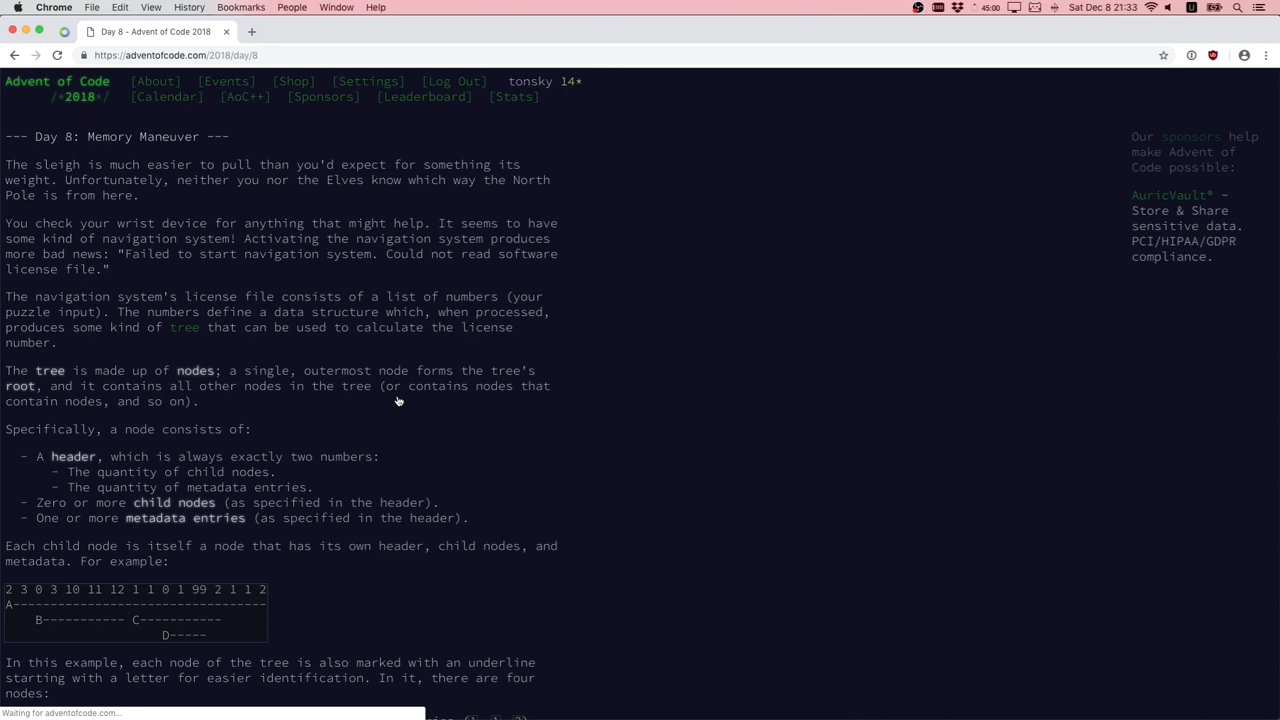 Chrome File Edit View History Bookmarks People Window Help 45:00 Sat Dec 8 21:33
Day 8 - Advent of Code 2018
https://adventofcode.com/2018/day/8
Advent of Code [About] [Events] [Shop] [Settings] [Log Out] tonsky 14*
/*2018*/ [Calendar] [AoC++] [Sponsors] [Leaderboard] [Stats]
--- Day 8: Memory Maneuver ---
The sleigh is much easier to pull than you'd expect for something its
weight. Unfortunately, neither you nor the Elves know which way the North
Pole is from here.
You check your wrist device for anything that might help. It seems to have
some kind of navigation system! Activating the navigation system produces
more bad news: "Failed to start navigation system. Could not read software
license file."
The navigation system's license file consists of a list of numbers (your
puzzle input). The numbers define a data structure which, when processed,
produces some kind of tree that can be used to calculate the license
number.
The tree is made up of nodes; a single, outermost node forms the tree's
root, and it contains all other nodes in the tree (or contains nodes that
contain nodes, and so on).
Specifically, a node consists of:
- A header, which is always exactly two numbers:
- The quantity of child nodes.
- The quantity of metadata entries.
- Zero or more child nodes (as specified in the header).
- One or more metadata entries (as specified in the header).
Each child node is itself a node that has its own header, child nodes, and
metadata. For example:
2 3 0 3 10 11 12 1 1 0 1 99 2 1 1 2
A----------------------------------
B----------- C-----------
D-----
In this example, each node of the tree is also marked with an underline
starting with a letter for easier identification. In it, there are four
nodes:
Waiting for adventofcode.com...
Our sponsors help
make Advent of
Code possible:
AuricVault® -
Store & Share
sensitive data.
PCI/HIPAA/GDPR
compliance.